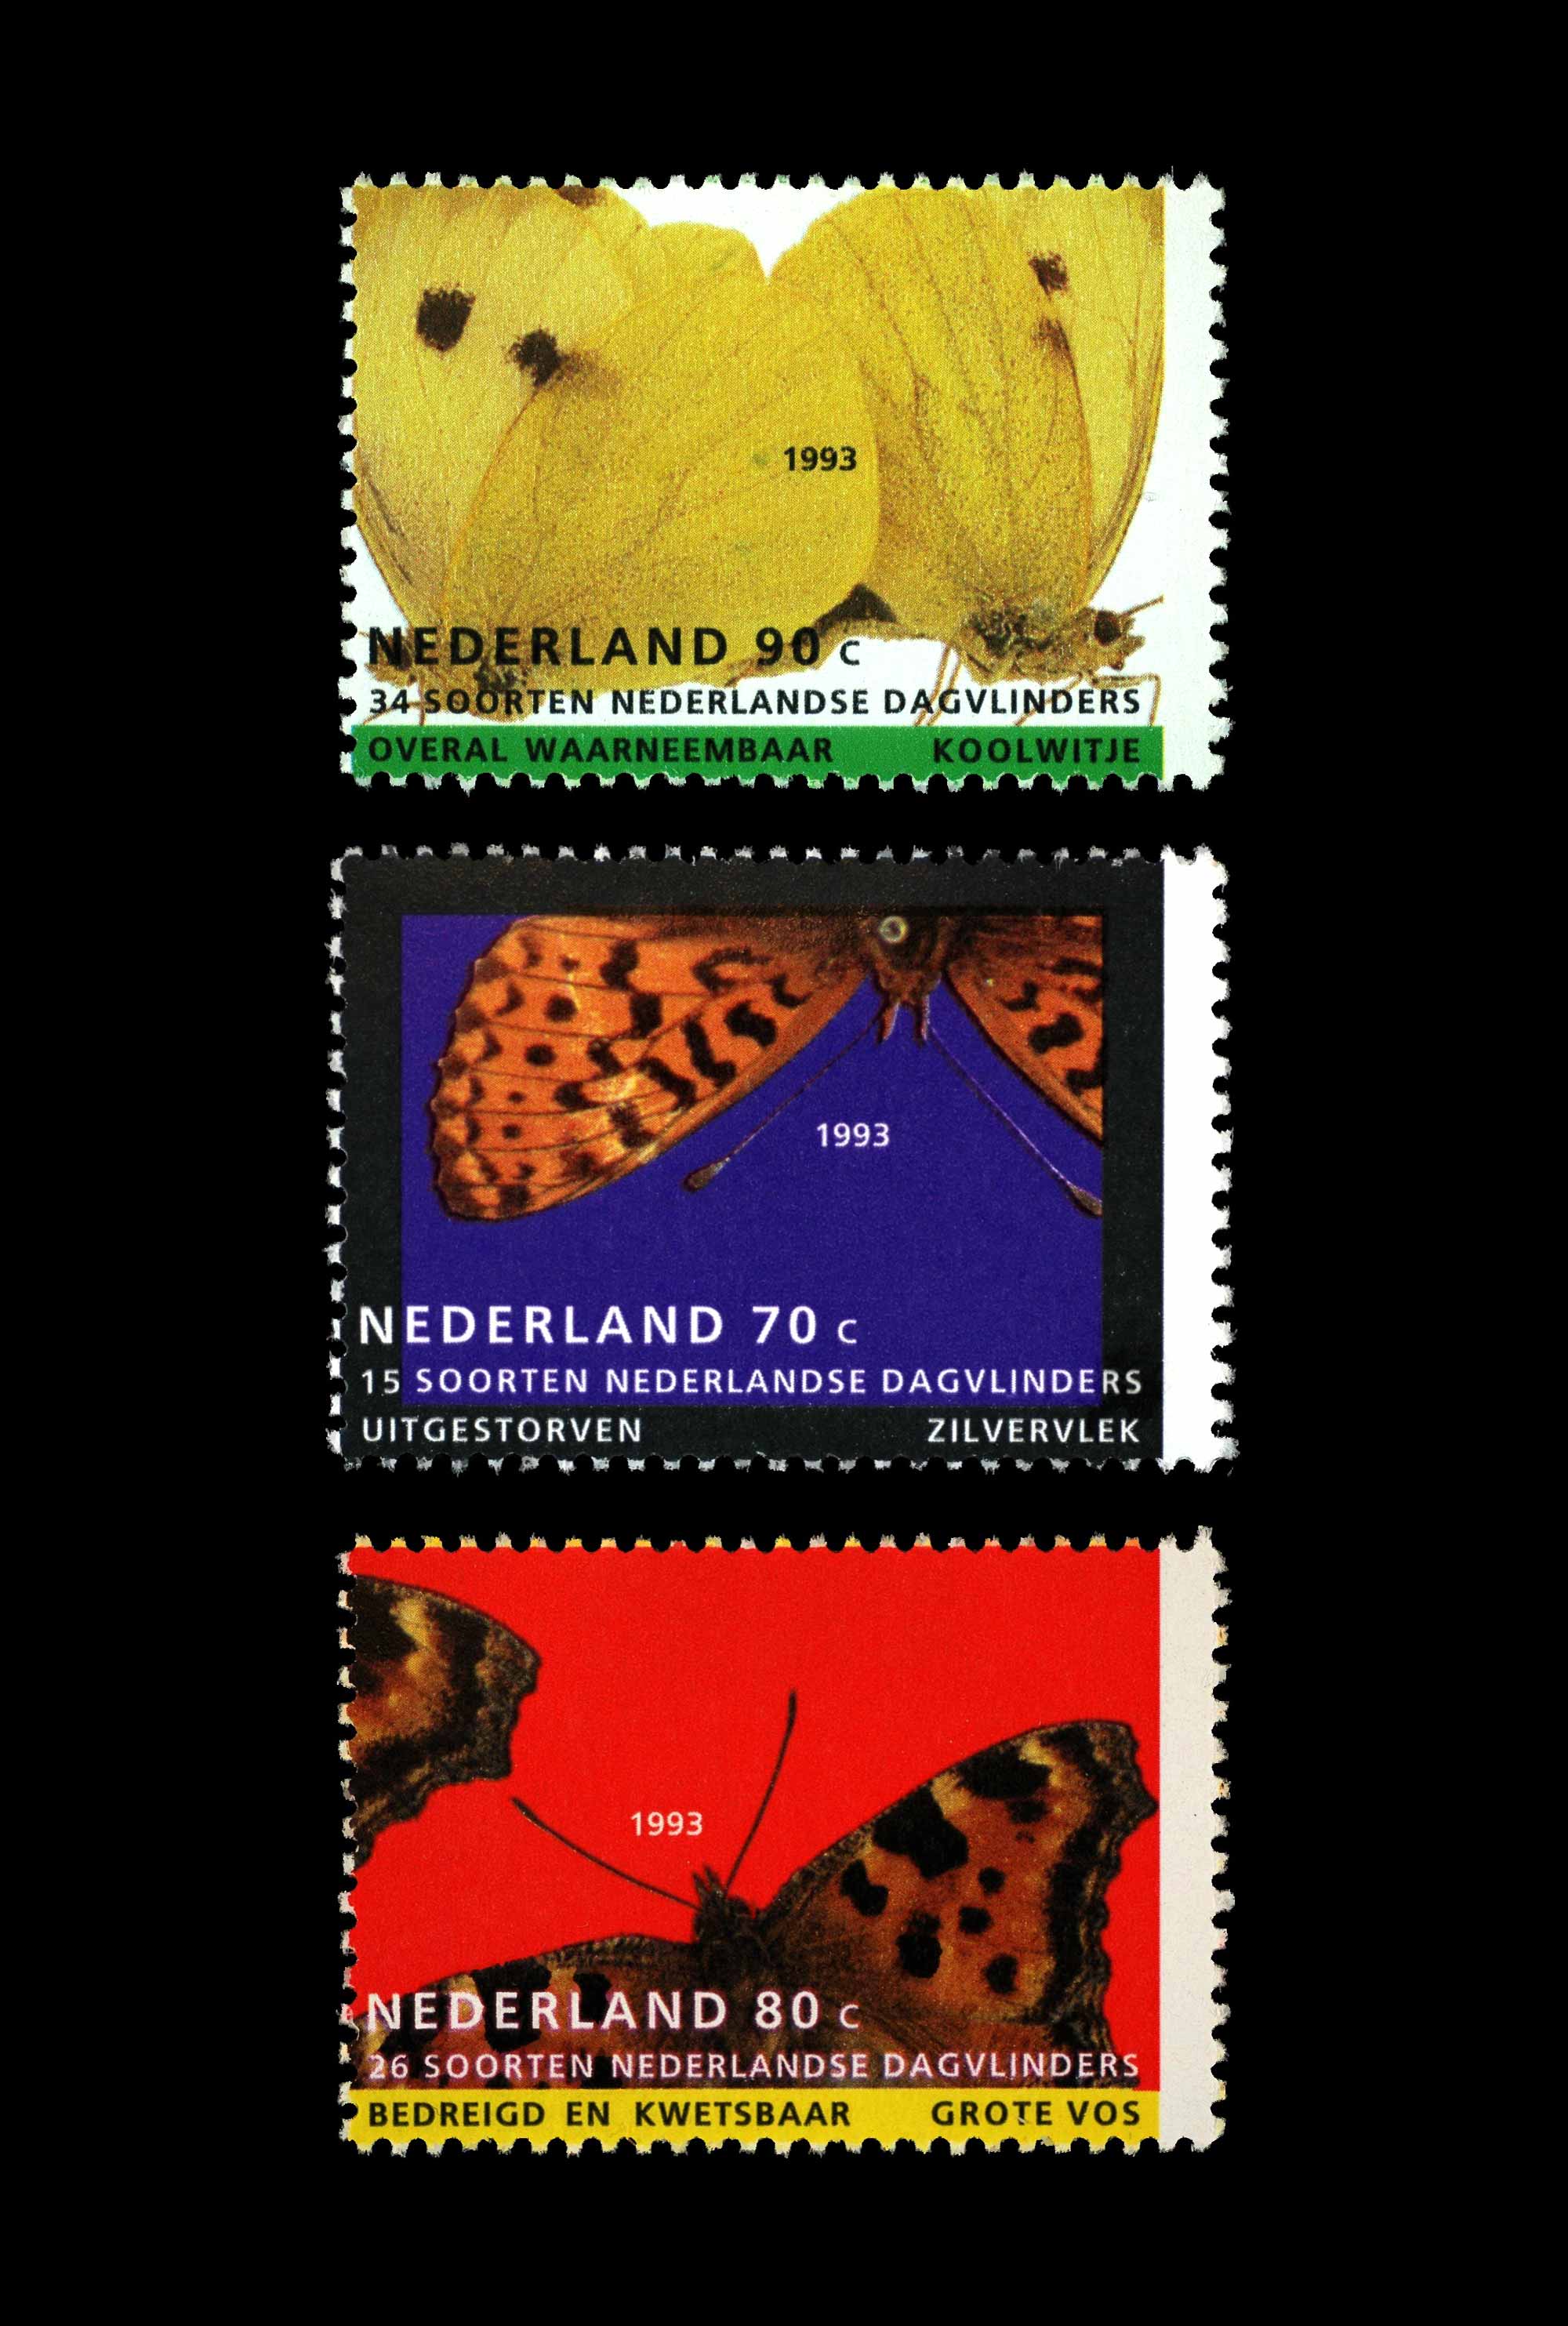 1993
NEDERLAND 90 c
34 SOORTEN NEDERLANDSE DAGVLINDERS
OVERAL WAARNEEMBAAR KOOLWITJE
1993
NEDERLAND 70 c
15 SOORTEN NEDERLANDSE DAGVLINDERS
UITGESTORVEN ZILVERVLEK
1993
NEDERLAND 80 c
26 SOORTEN NEDERLANDSE DAGVLINDERS
BEDREIGD EN KWETSBAAR GROTE VOS